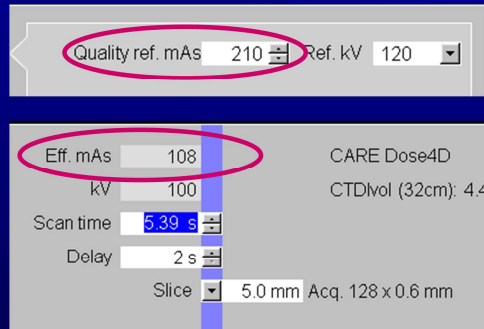 Quality ref. mAs 210 Ref. kV 120
Eff. mAs 108 CARE Dose4D
kV 100 CTDIvol (32cm): 4.4
Scan time 5.39 s
Delay 2 s
Slice 5.0 mm Acq. 128 x 0.6 mm